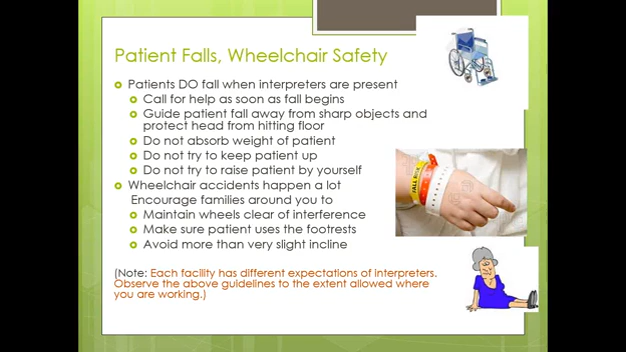 Patient Falls, Wheelchair Safety
Patients DO fall when interpreters are present
Call for help as soon as fall begins
Guide patient fall away from sharp objects and
protect head from hitting floor
Do not absorb weight of patient
Do not try to keep patient up
Do not try to raise patient by yourself
Wheelchair accidents happen a lot
Encourage families around you to
Maintain wheels clear of interference
Make sure patient uses the footrests
Avoid more than very slight incline
FALL RISK
(Note: Each facility has different expectations of interpreters.
Observe the above guidelines to the extent allowed where
you are working.)